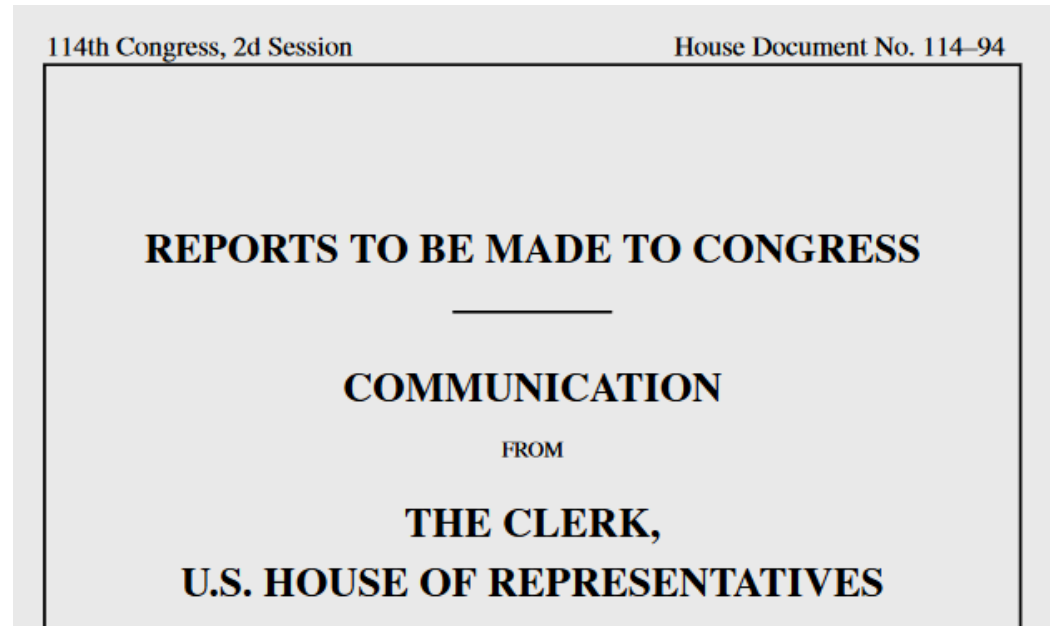 114th Congress, 2d Session House Document No. 114–94
REPORTS TO BE MADE TO CONGRESS
COMMUNICATION
FROM
THE CLERK,
U.S. HOUSE OF REPRESENTATIVES